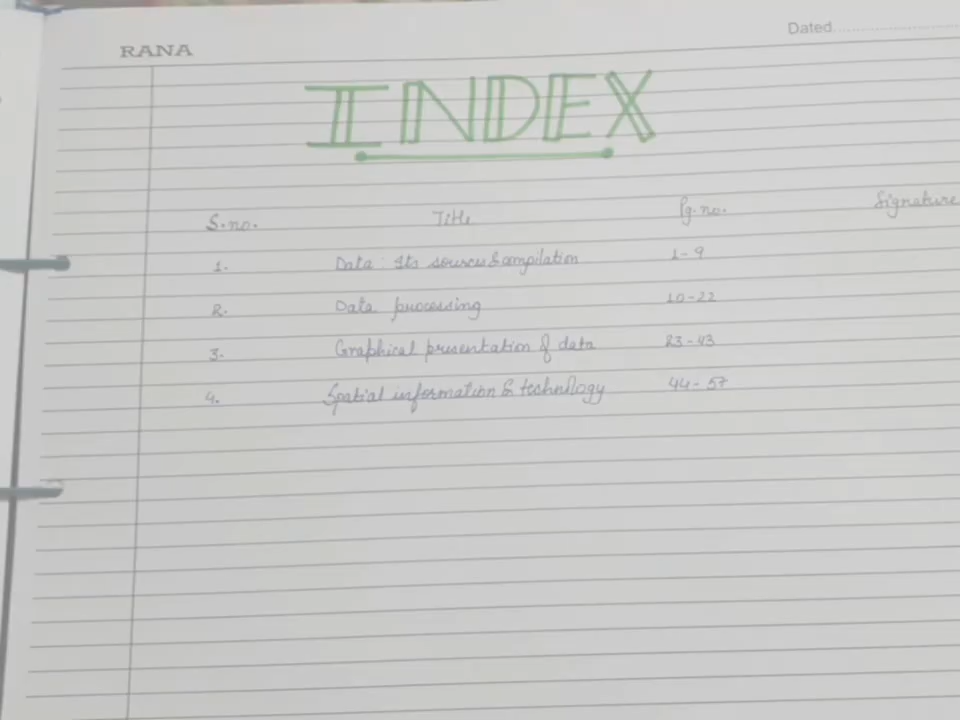 Dated
RANA
INDEX
S.no. Title Pg.no. Signature
1. Data: Its sources & compilation 1-9
2. Data processing 10-22
3. Graphical presentation of data 23-43
4. Spatial information & technology 44-57